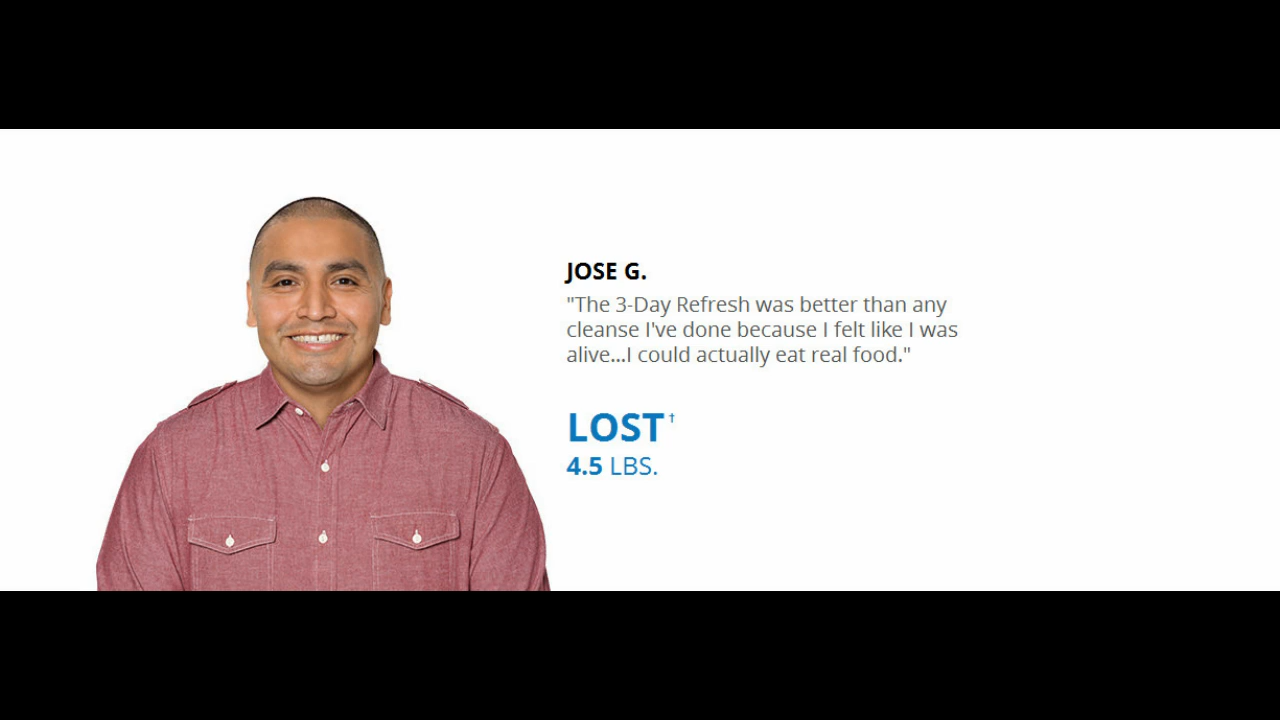 JOSE G.
"The 3-Day Refresh was better than any
cleanse I've done because I felt like I was
alive...I could actually eat real food."
LOST†
4.5 LBS.